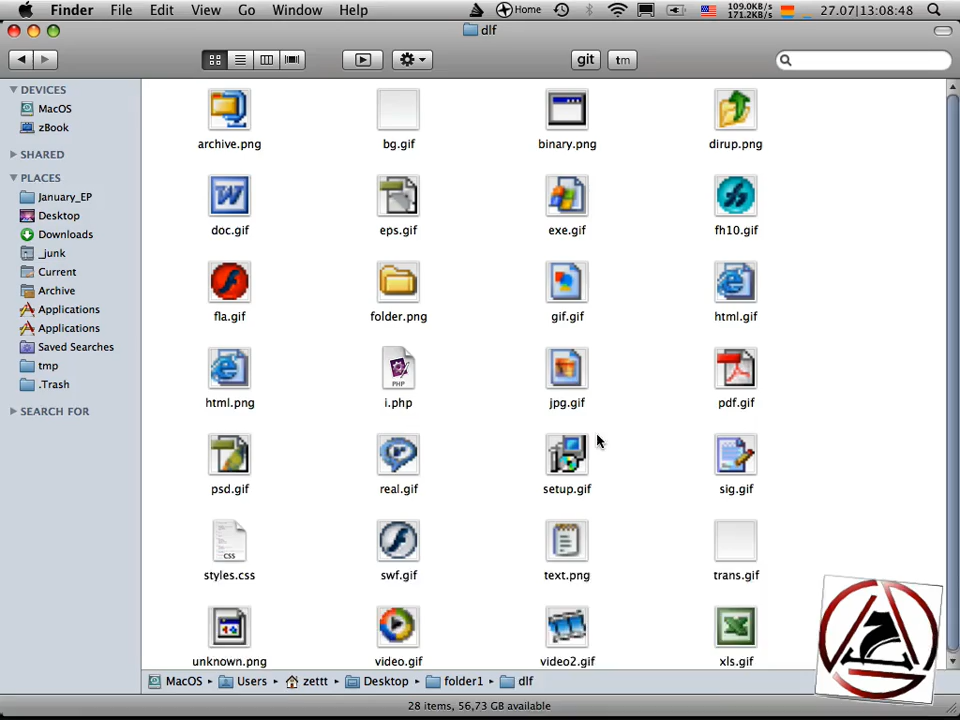 Finder File Edit View Go Window Help Home 109.0KB/s 171.2KB/s 27.07|13:08:48
dlf
git tm
DEVICES
MacOS
zBook
SHARED
PLACES
January_EP
Desktop
Downloads
_junk
Current
Archive
Applications
Applications
Saved Searches
tmp
.Trash
SEARCH FOR
archive.png bg.gif binary.png dirup.png
doc.gif eps.gif exe.gif fh10.gif
fla.gif folder.png gif.gif html.gif
PHP
html.png i.php jpg.gif pdf.gif
psd.gif real.gif setup.gif sig.gif
CSS
styles.css swf.gif text.png trans.gif
unknown.png video.gif video2.gif xls.gif
MacOS ▸ Users ▸ zettt ▸ Desktop ▸ folder1 ▸ dlf
28 items, 56,73 GB available